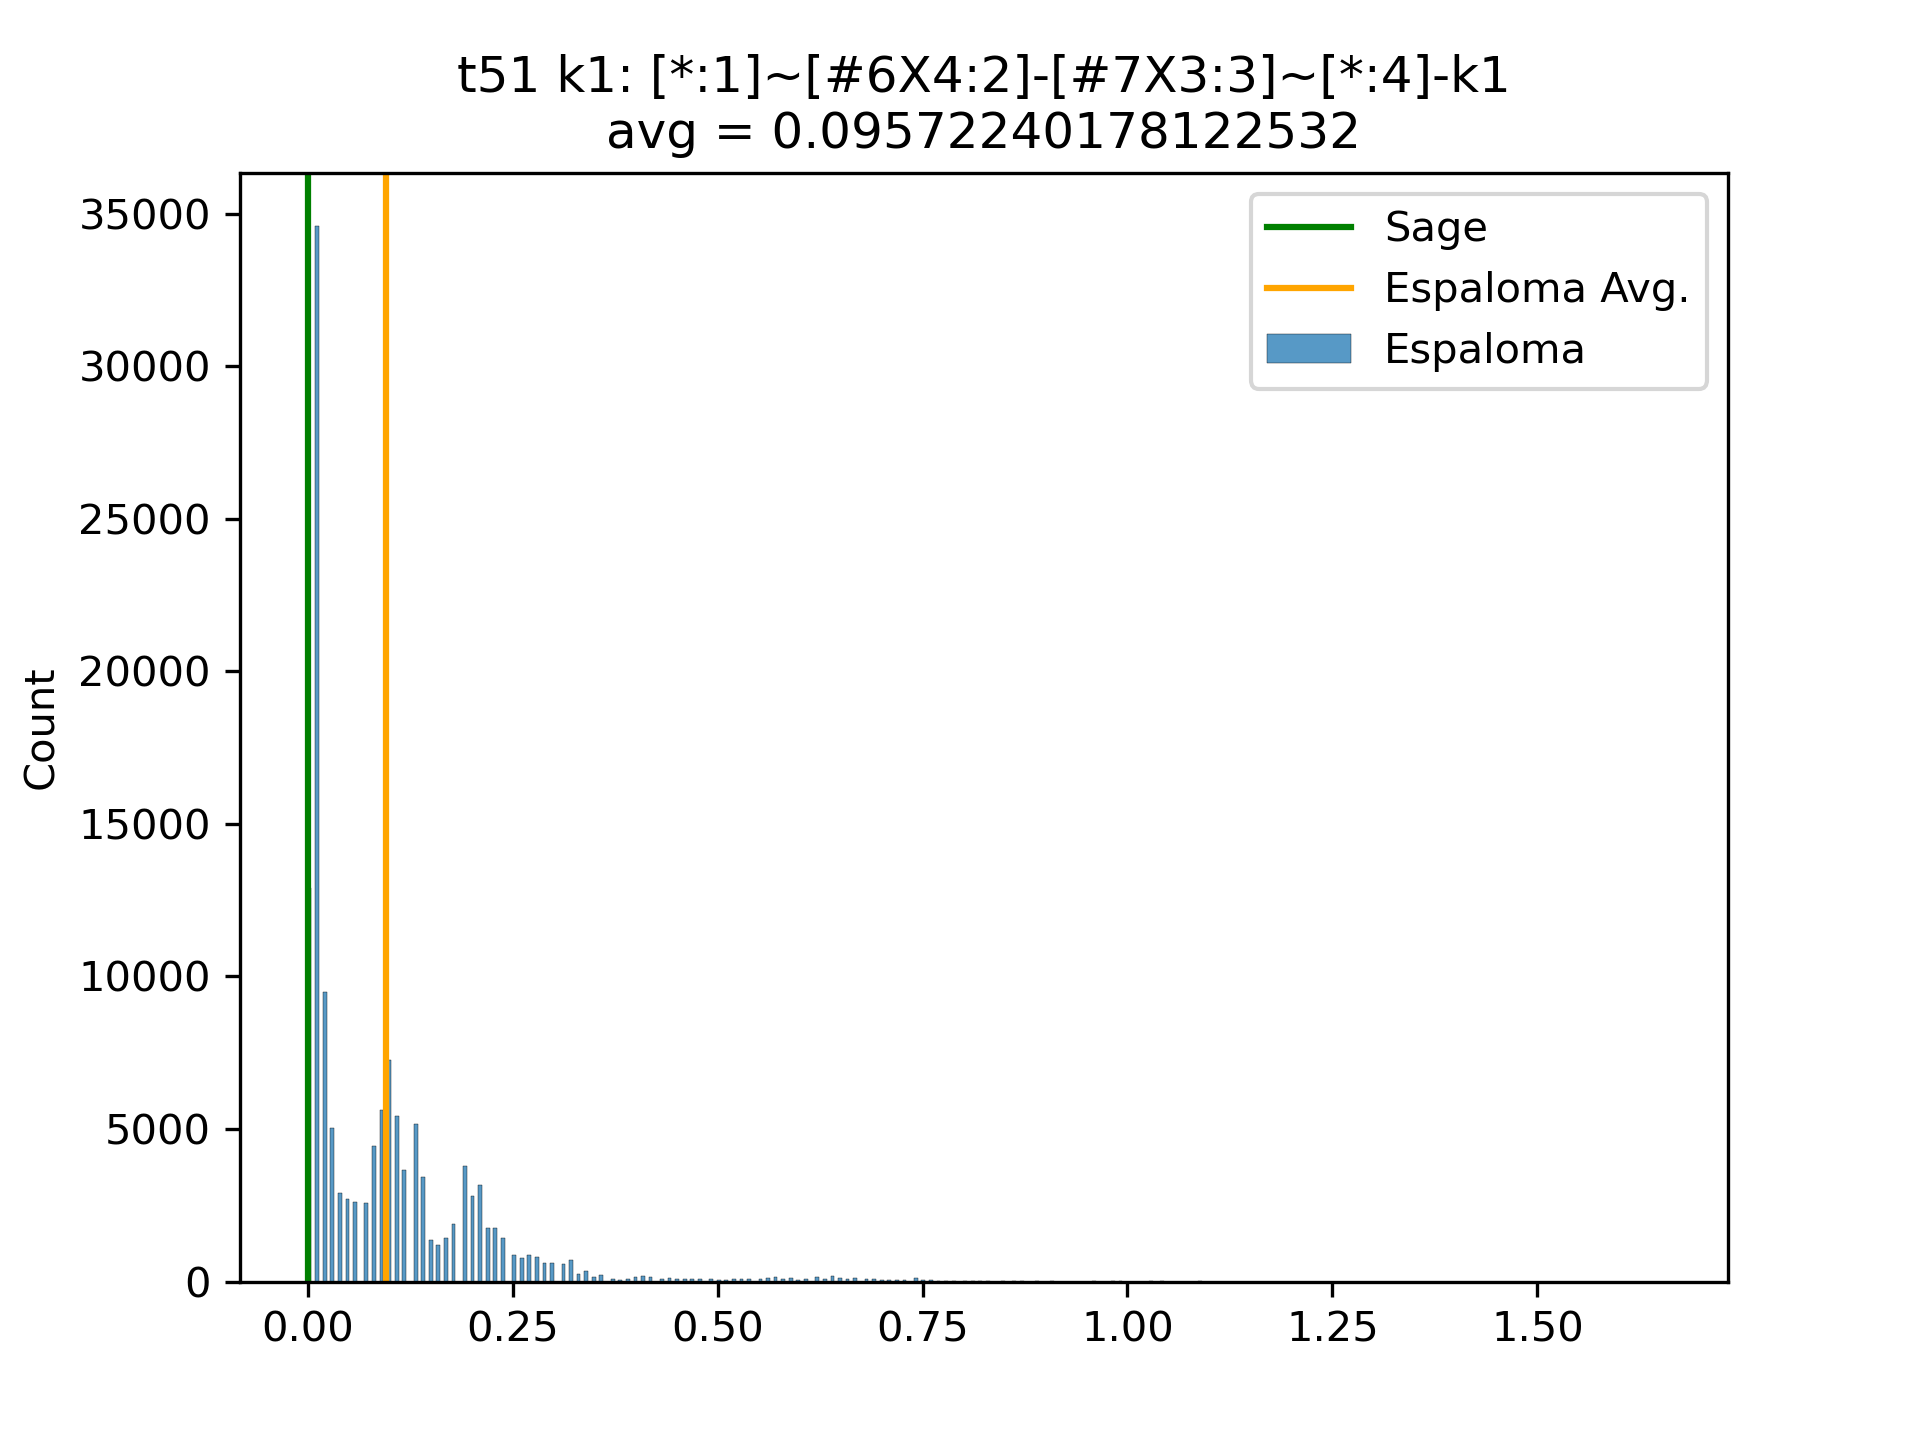 t51 k1: [*:1]~[#6X4:2]-[#7X3:3]~[*:4]-k1
avg = 0.09572240178122532
Sage
Espaloma Avg.
Espaloma
Count
35000
30000
25000
20000
15000
10000
5000
0
0.00 0.25 0.50 0.75 1.00 1.25 1.50